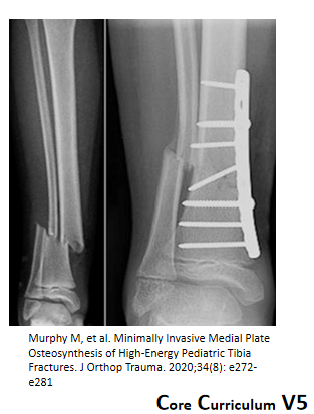 Murphy M, et al. Minimally Invasive Medial Plate
Osteosynthesis of High-Energy Pediatric Tibia
Fractures. J Orthop Trauma. 2020;34(8): e272-
e281
Core Curriculum V5